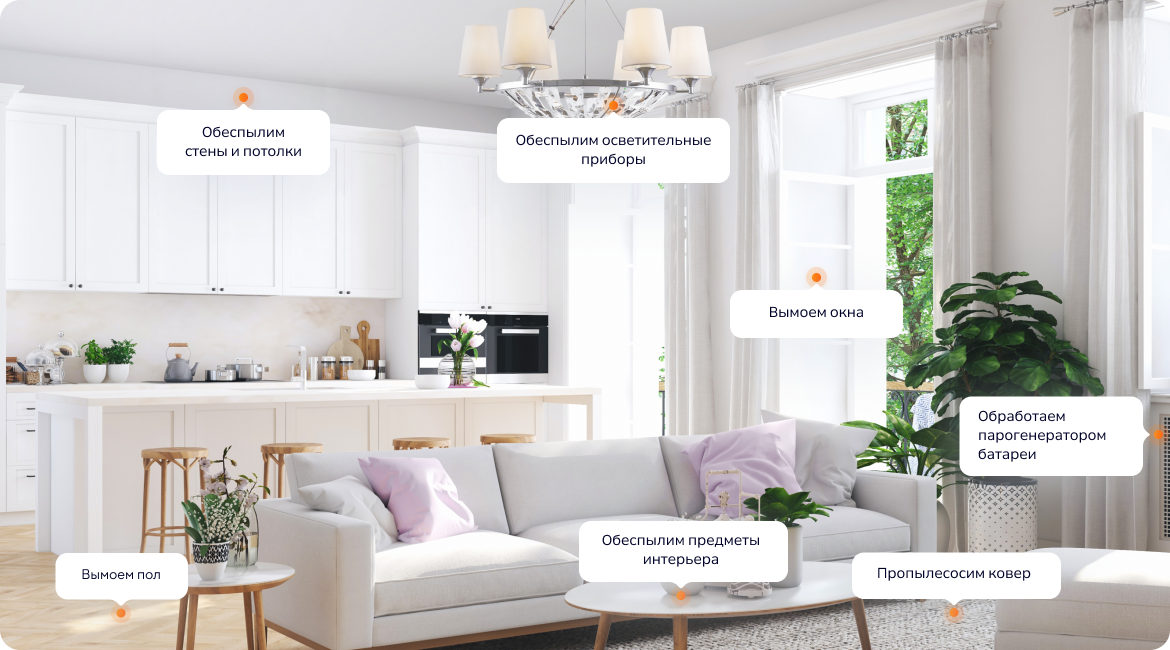 Обеспылим
стены и потолки
Обеспылим осветительные
приборы
Вымоем окна
Обработаем
парогенератором
батареи
Обеспылим предметы
интерьера
Вымоем пол
Пропылесосим ковер